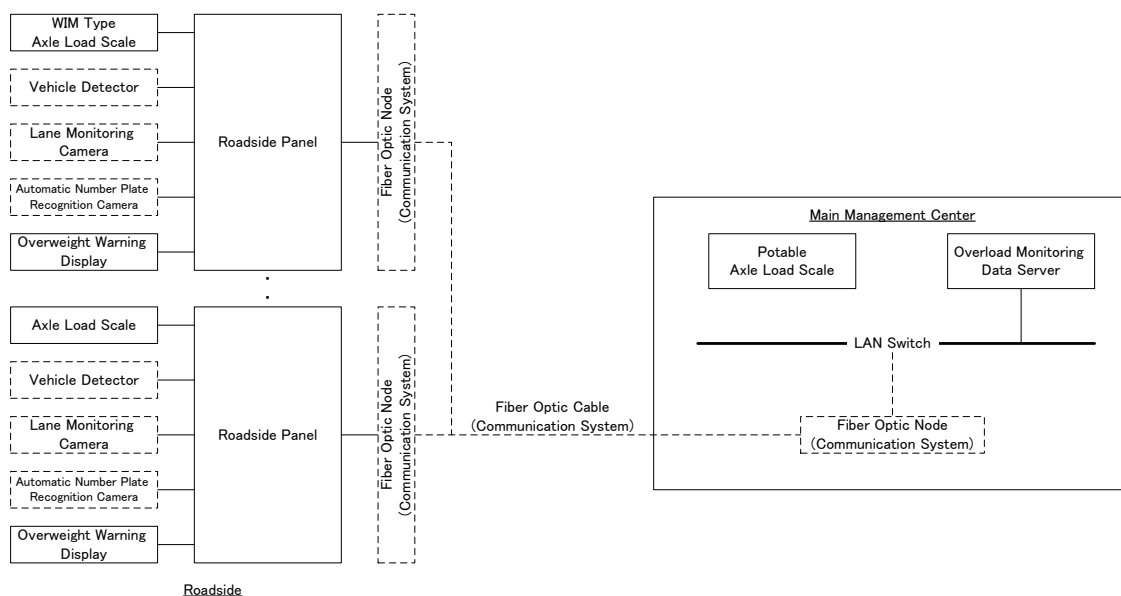 WIM Type
Axle Load Scale
Vehicle Detector
Lane Monitoring
Camera
Automatic Number Plate
Recognition Camera
Overweight Warning
Display
Roadside Panel
Fiber Optic Node
(Communication System)
Axle Load Scale
Vehicle Detector
Lane Monitoring
Camera
Automatic Number Plate
Recognition Camera
Overweight Warning
Display
Roadside Panel
Fiber Optic Node
(Communication System)
Roadside
Fiber Optic Cable
(Communication System)
Main Management Center
Potable
Axle Load Scale
Overload Monitoring
Data Server
LAN Switch
Fiber Optic Node
(Communication System)